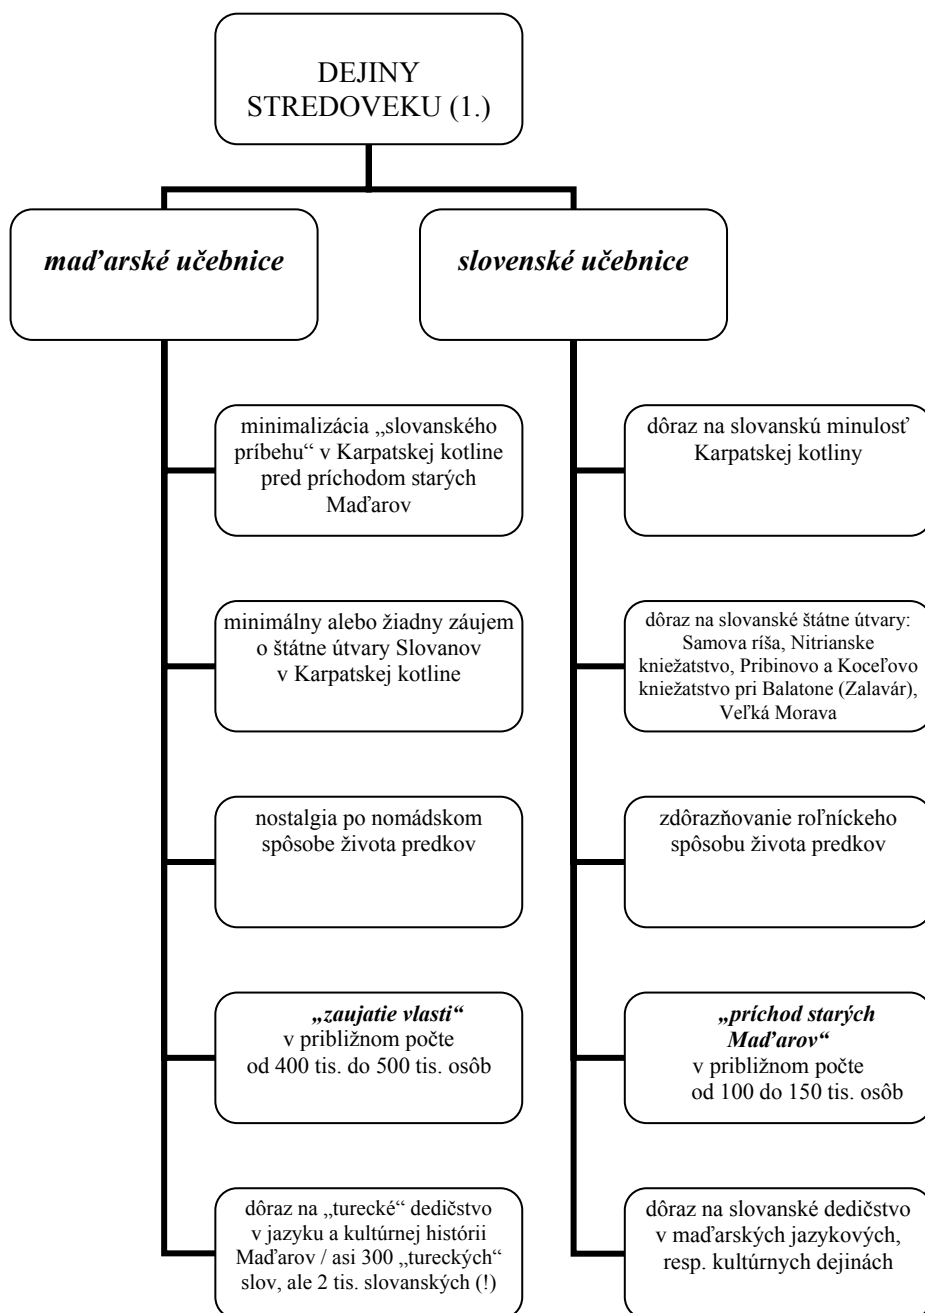 DEJINY
STREDOVEKU (1.)
maďarské učebnice
slovenské učebnice
minimalizácia „slovanského
príbehu“ v Karpatskej kotline
pred príchodom starých
Maďarov
dôraz na slovanskú minulosť
Karpatskej kotliny
minimálny alebo žiadny záujem
o štátne útvary Slovanov
v Karpatskej kotline
dôraz na slovanské štátne útvary:
Samova ríša, Nitrianske
kniežatstvo, Pribinovo a Koceľovo
kniežatstvo pri Balatone (Zalavár),
Veľká Morava
nostalgia po nomádskom
spôsobe života predkov
zdôrazňovanie roľníckeho
spôsobu života predkov
„zaujatie vlasti“
v približnom počte
od 400 tis. do 500 tis. osôb
„príchod starých
Maďarov“
v približnom počte
od 100 do 150 tis. osôb
dôraz na „turecké“ dedičstvo
v jazyku a kultúrnej histórii
Maďarov / asi 300 „tureckých“
slov, ale 2 tis. slovanských (!)
dôraz na slovanské dedičstvo
v maďarských jazykových,
resp. kultúrnych dejinách